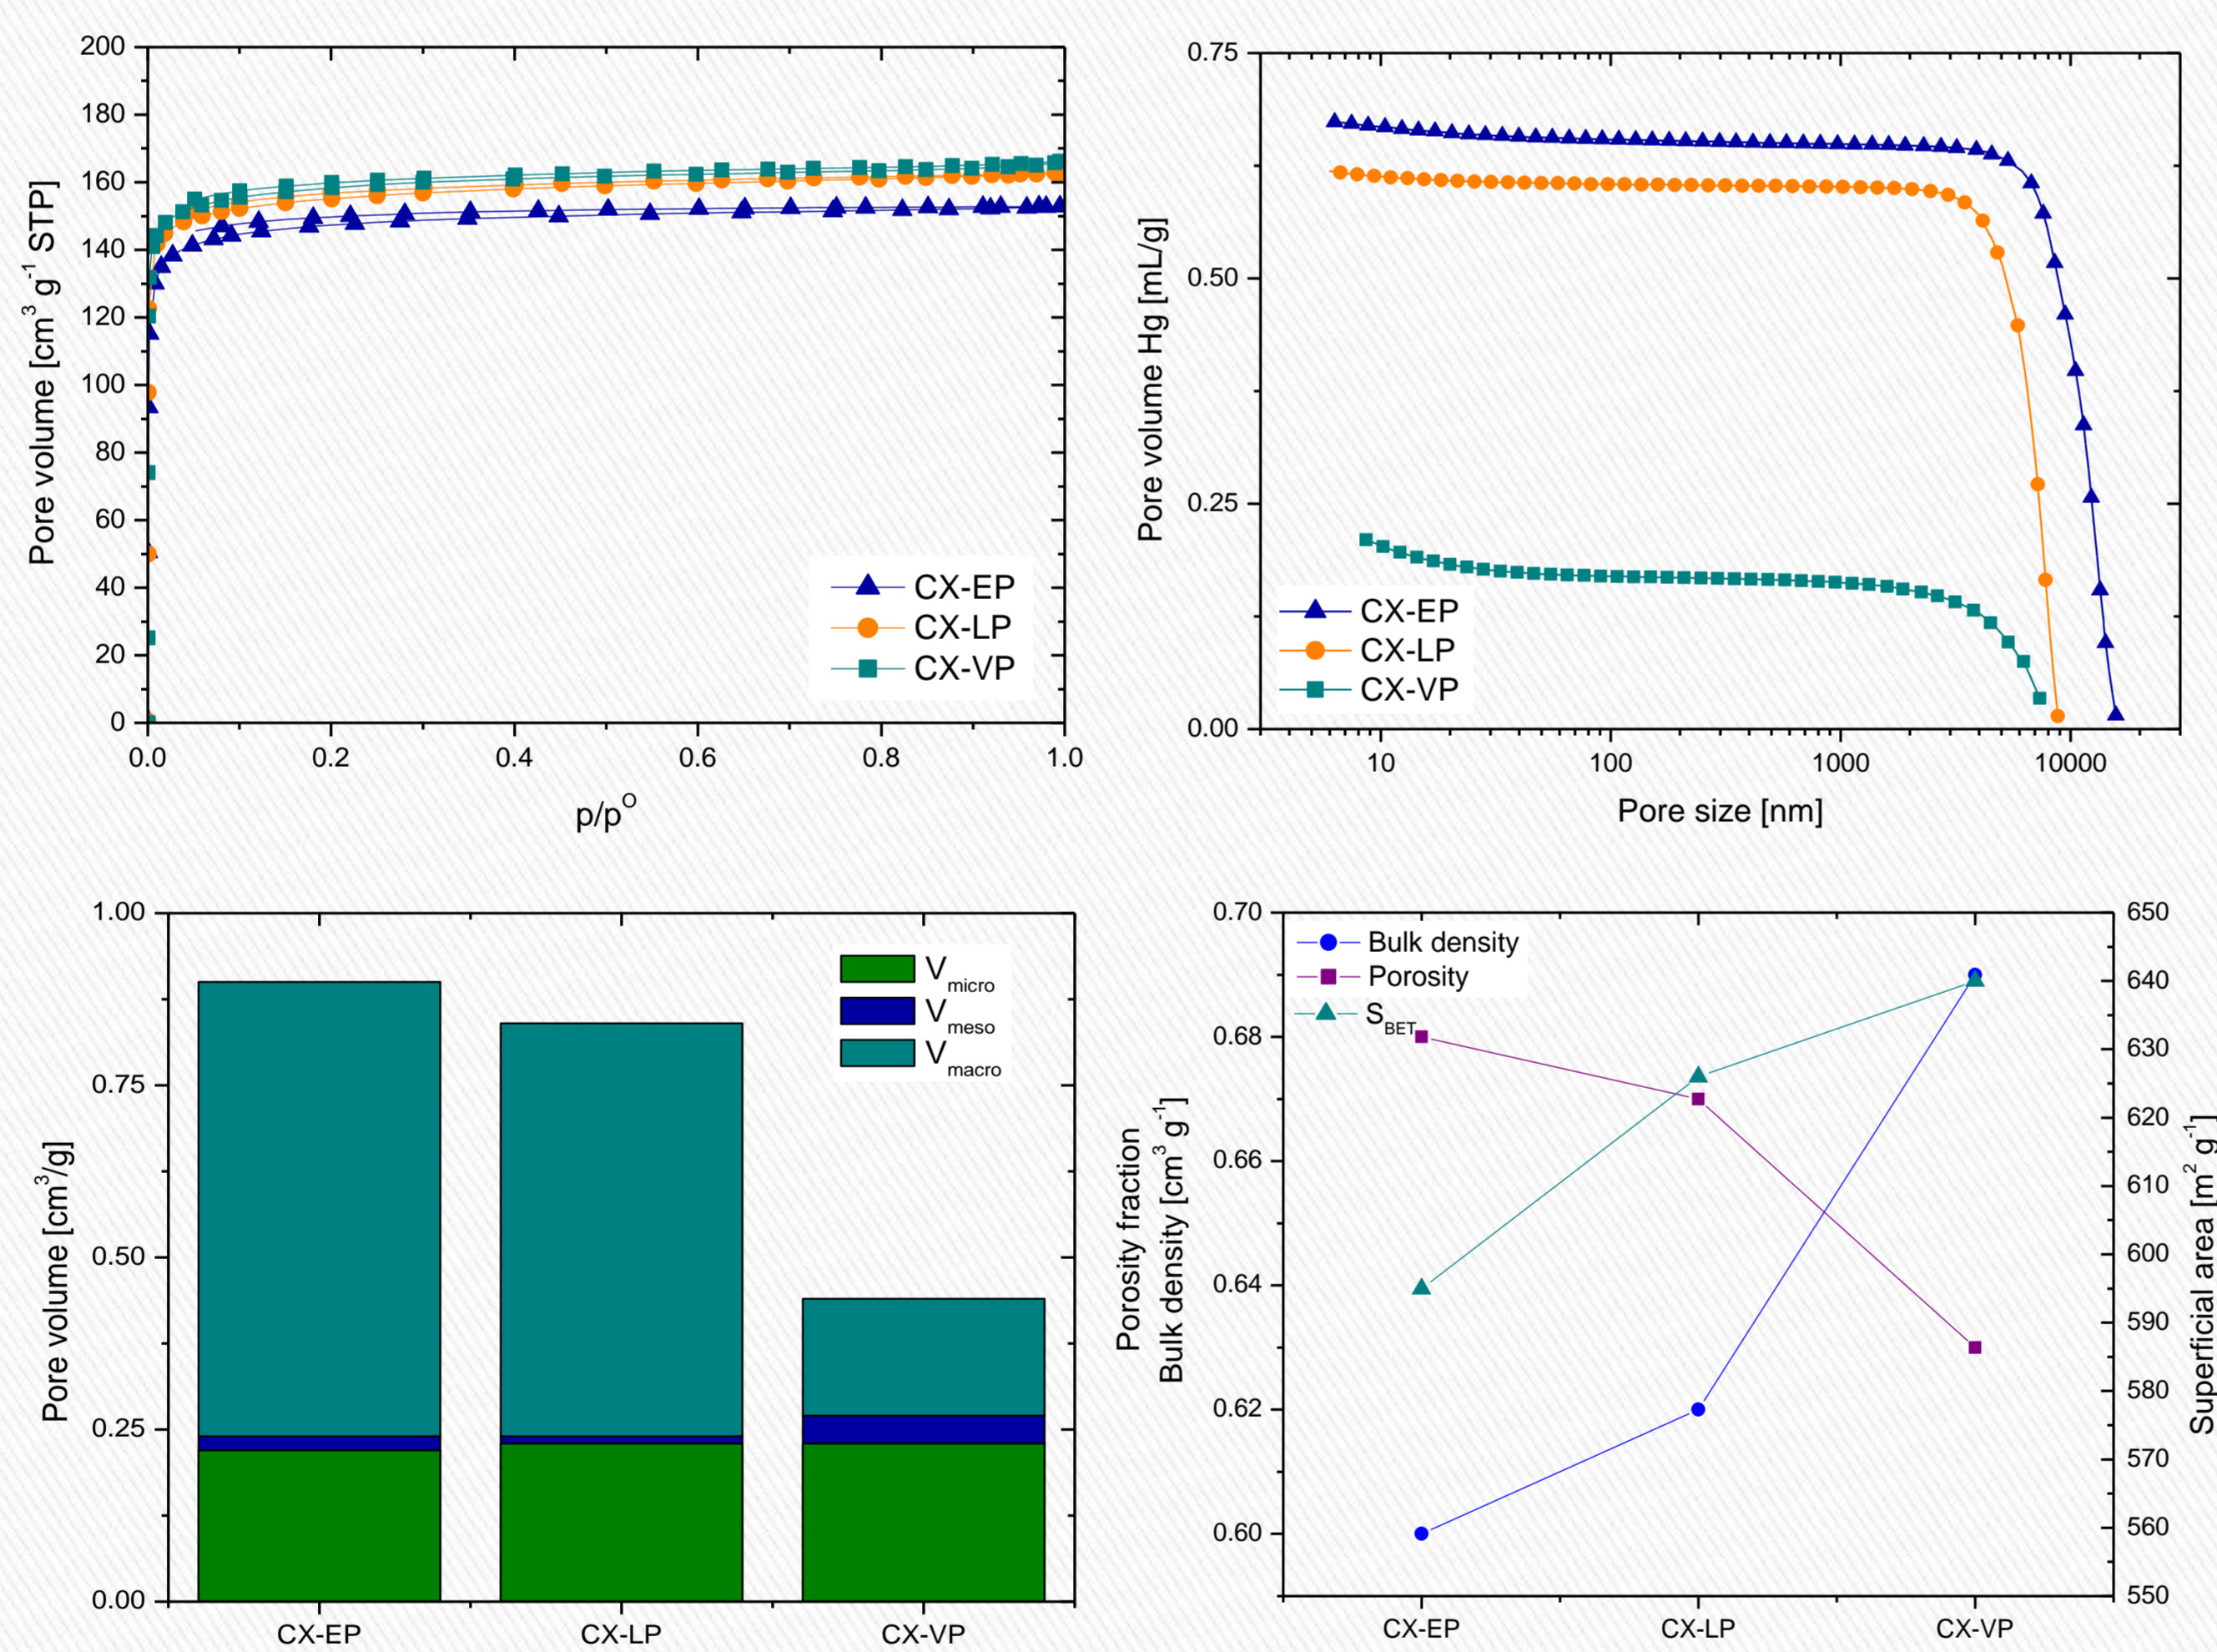 200
180
160
140
120
100
80
60
40
20
0
0.0 0.2 0.4 0.6 0.8 1.0
Pore volume [cm³ g⁻¹ STP]
p/p^O
CX-EP
CX-LP
CX-VP
0.75
0.50
0.25
0.00
10 100 1000 10000
Pore volume Hg [mL/g]
Pore size [nm]
CX-EP
CX-LP
CX-VP
1.00
0.75
0.50
0.25
0.00
Pore volume [cm³/g]
V micro
V meso
V macro
CX-EP CX-LP CX-VP
0.70
0.68
0.66
0.64
0.62
0.60
Porosity fraction
Bulk density [cm³ g⁻¹]
Bulk density
Porosity
S BET
650
640
630
620
610
600
590
580
570
560
550
Superficial area [m² g⁻¹]
CX-EP CX-LP CX-VP